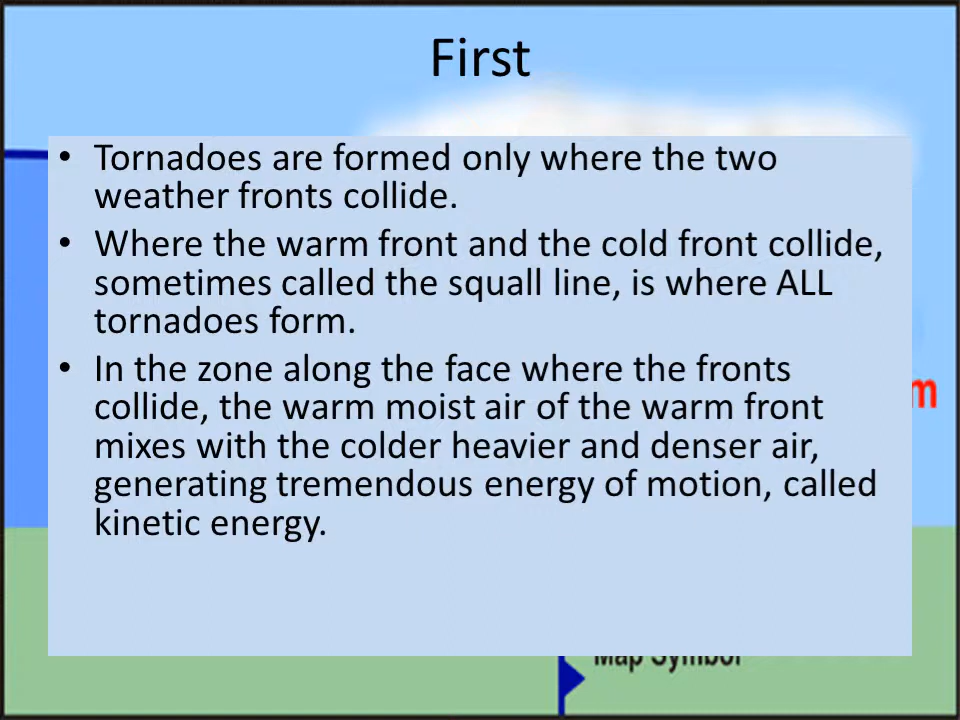 First
• Tornadoes are formed only where the two
weather fronts collide.
• Where the warm front and the cold front collide,
sometimes called the squall line, is where ALL
tornadoes form.
• In the zone along the face where the fronts
collide, the warm moist air of the warm front
mixes with the colder heavier and denser air,
generating tremendous energy of motion, called
kinetic energy.
m
Map Symbol